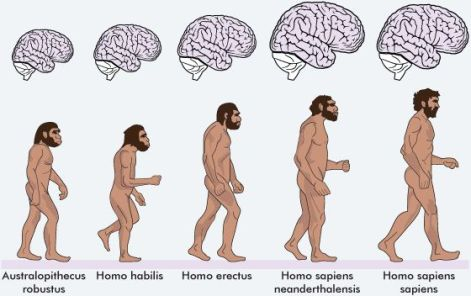 Australopithecus
robustus
Homo habilis
Homo erectus
Homo sapiens
neanderthalensis
Homo sapiens
sapiens